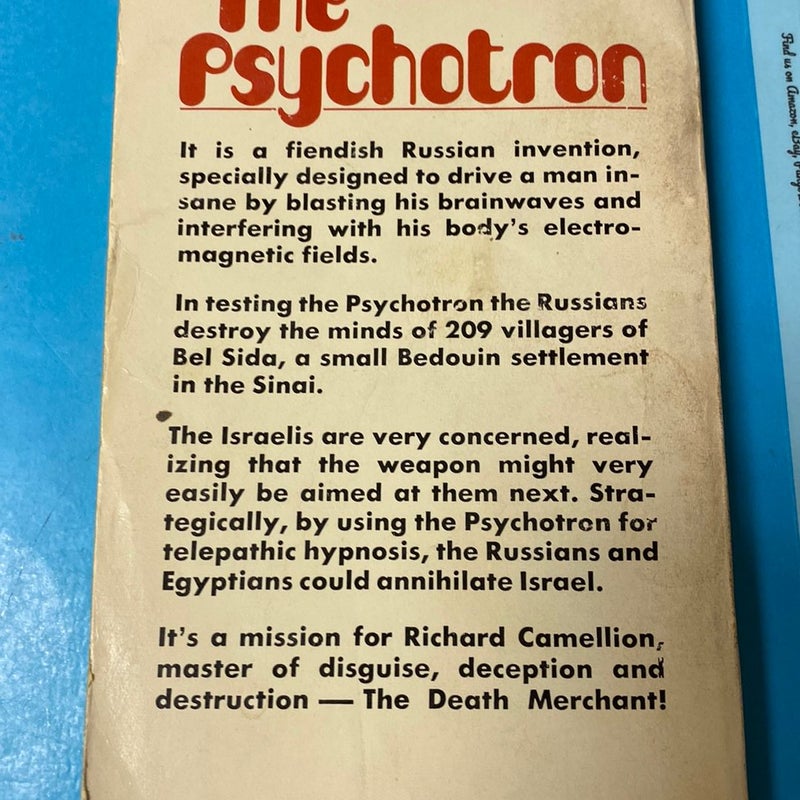 The
Psychotron
It is a fiendish Russian invention,
specially designed to drive a man in-
sane by blasting his brainwaves and
interfering with his body's electro-
magnetic fields.
In testing the Psychotron the Russians
destroy the minds of 209 villagers of
Bel Sida, a small Bedouin settlement
in the Sinai.
The Israelis are very concerned, real-
izing that the weapon might very
easily be aimed at them next. Stra-
tegically, by using the Psychotron for
telepathic hypnosis, the Russians and
Egyptians could annihilate Israel.
It's a mission for Richard Camellion,
master of disguise, deception and
destruction — The Death Merchant!
Find us on Amazon, eBay,